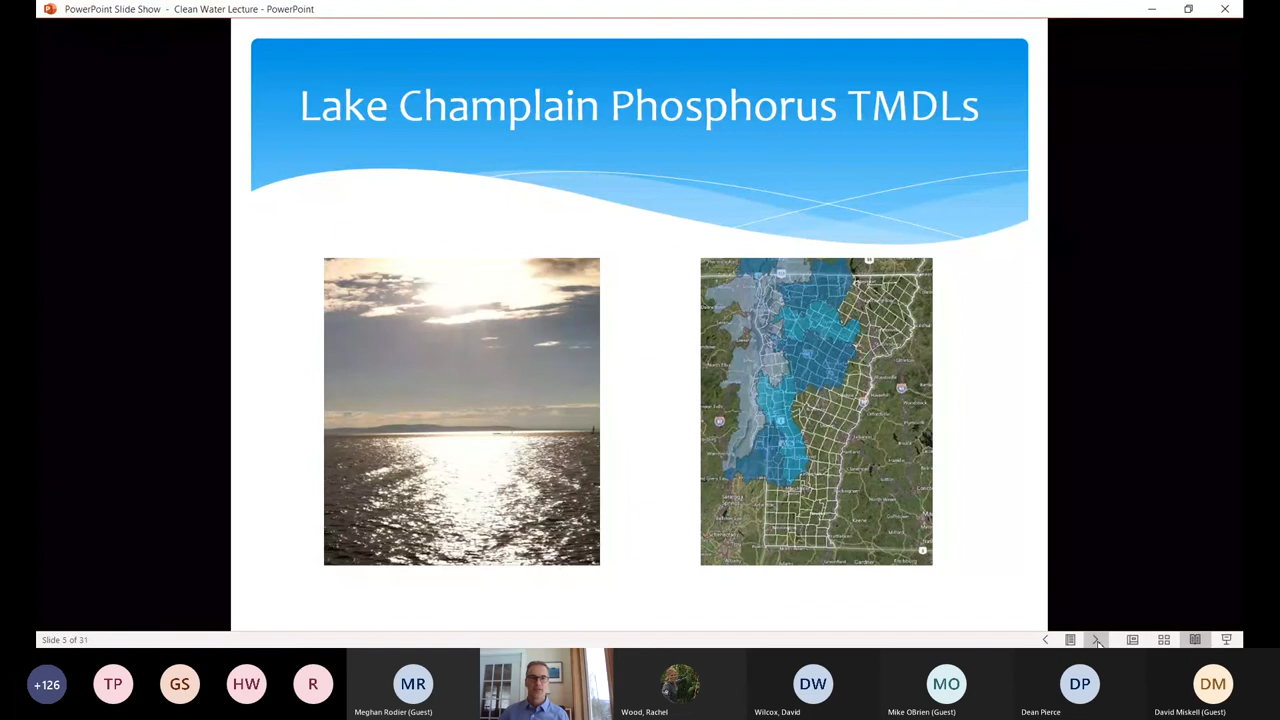 PowerPoint Slide Show - Clean Water Lecture - PowerPoint
Lake Champlain Phosphorus TMDLs
Slide 5 of 31
+126
TP
GS
HW
R
MR
DW
MO
DP
DM
Meghan Rodier (Guest)
Wood, Rachel
Wilcox, David
Mike OBrien (Guest)
Dean Pierce
David Miskell (Guest)